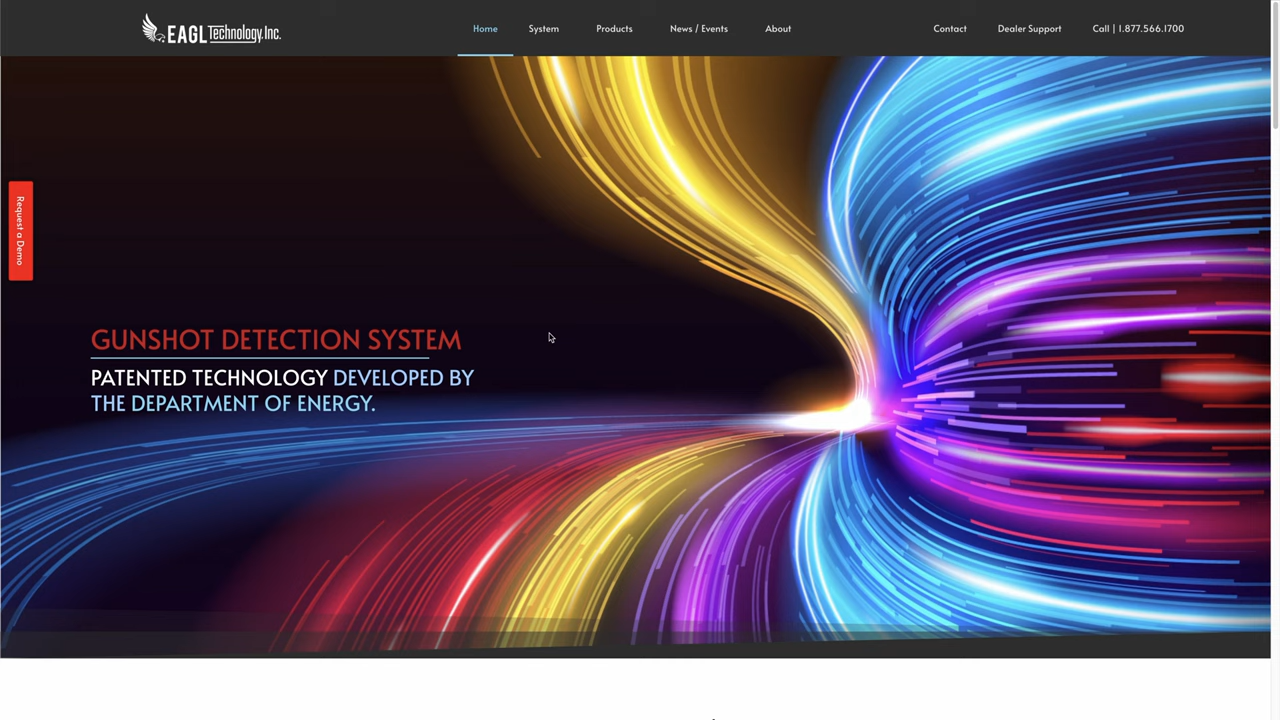 EAGL Technology, Inc.
Home
System
Products
News / Events
About
Contact
Dealer Support
Call | 1.877.566.1700
Request a Demo
GUNSHOT DETECTION SYSTEM
PATENTED TECHNOLOGY DEVELOPED BY
THE DEPARTMENT OF ENERGY.